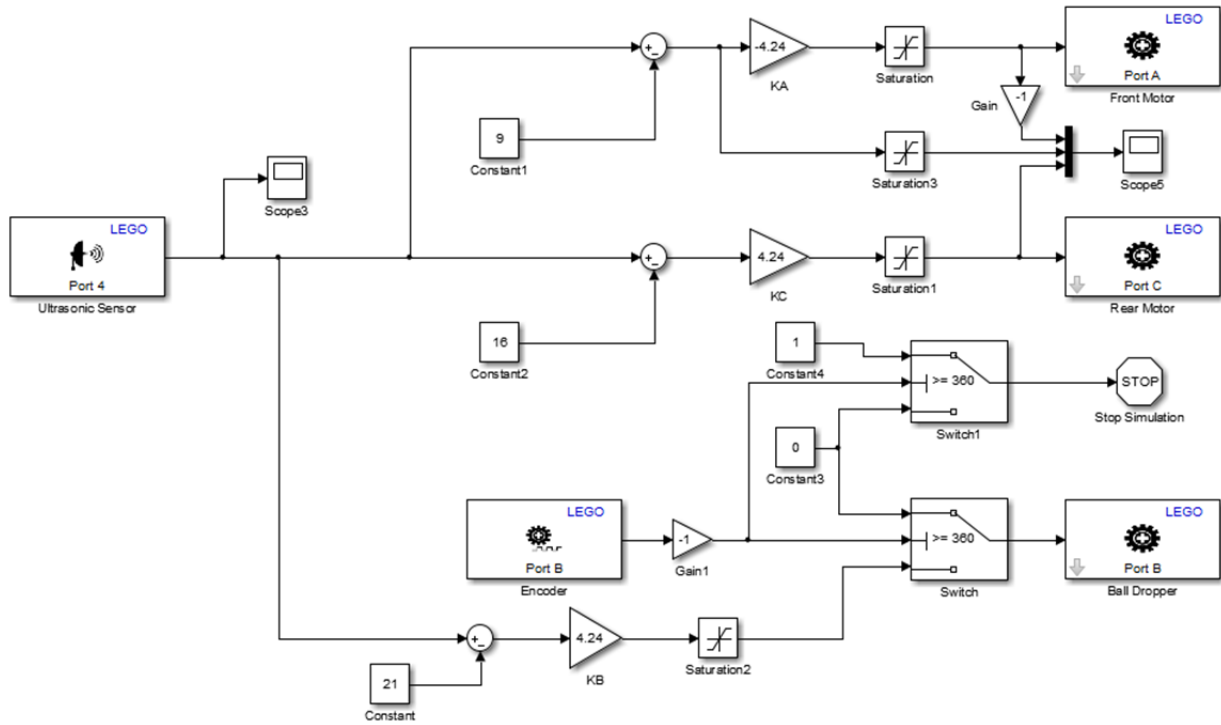 LEGO
Port A
Front Motor
-4.24
KA
Saturation
-1
Gain
9
Constant1
Saturation3
Scope5
Scope3
LEGO
Port 4
Ultrasonic Sensor
4.24
KC
Saturation1
LEGO
Port C
Rear Motor
16
Constant2
1
Constant4
>= 360
Switch1
STOP
Stop Simulation
0
Constant3
LEGO
Port B
Encoder
-1
Gain1
>= 360
Switch
LEGO
Port B
Ball Dropper
4.24
KB
Saturation2
21
Constant